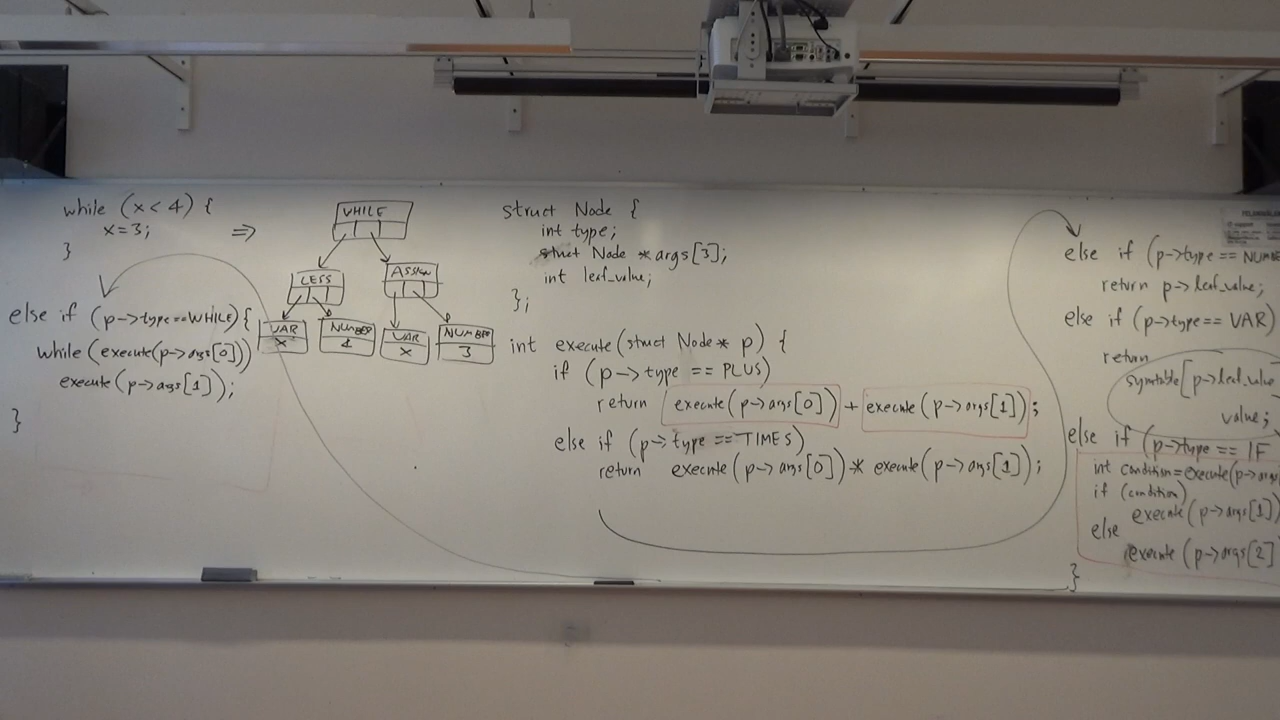 while (x < 4) {
x=3;
}
=>
WHILE
LESS
ASSIGN
VAR
x
NUMBER
4
VAR
x
NUMBER
3
struct Node {
int type;
struct Node *args[3];
int leaf_value;
};
int execute(struct Node* p) {
if (p->type == PLUS)
return execute(p->args[0]) + execute(p->args[1]);
else if (p->type == TIMES)
return execute(p->args[0]) * execute(p->args[1]);
else if (p->type == NUMBE
return p->leaf_value;
else if (p->type == VAR)
return
symtable[p->leaf_value
value;
else if (p->type == IF
int condition=execute(p->args
if (condition)
execute(p->args[1])
else
execute(p->args[2]
}
else if (p->type==WHILE){
while(execute(p->args[0]))
execute(p->args[1]);
}